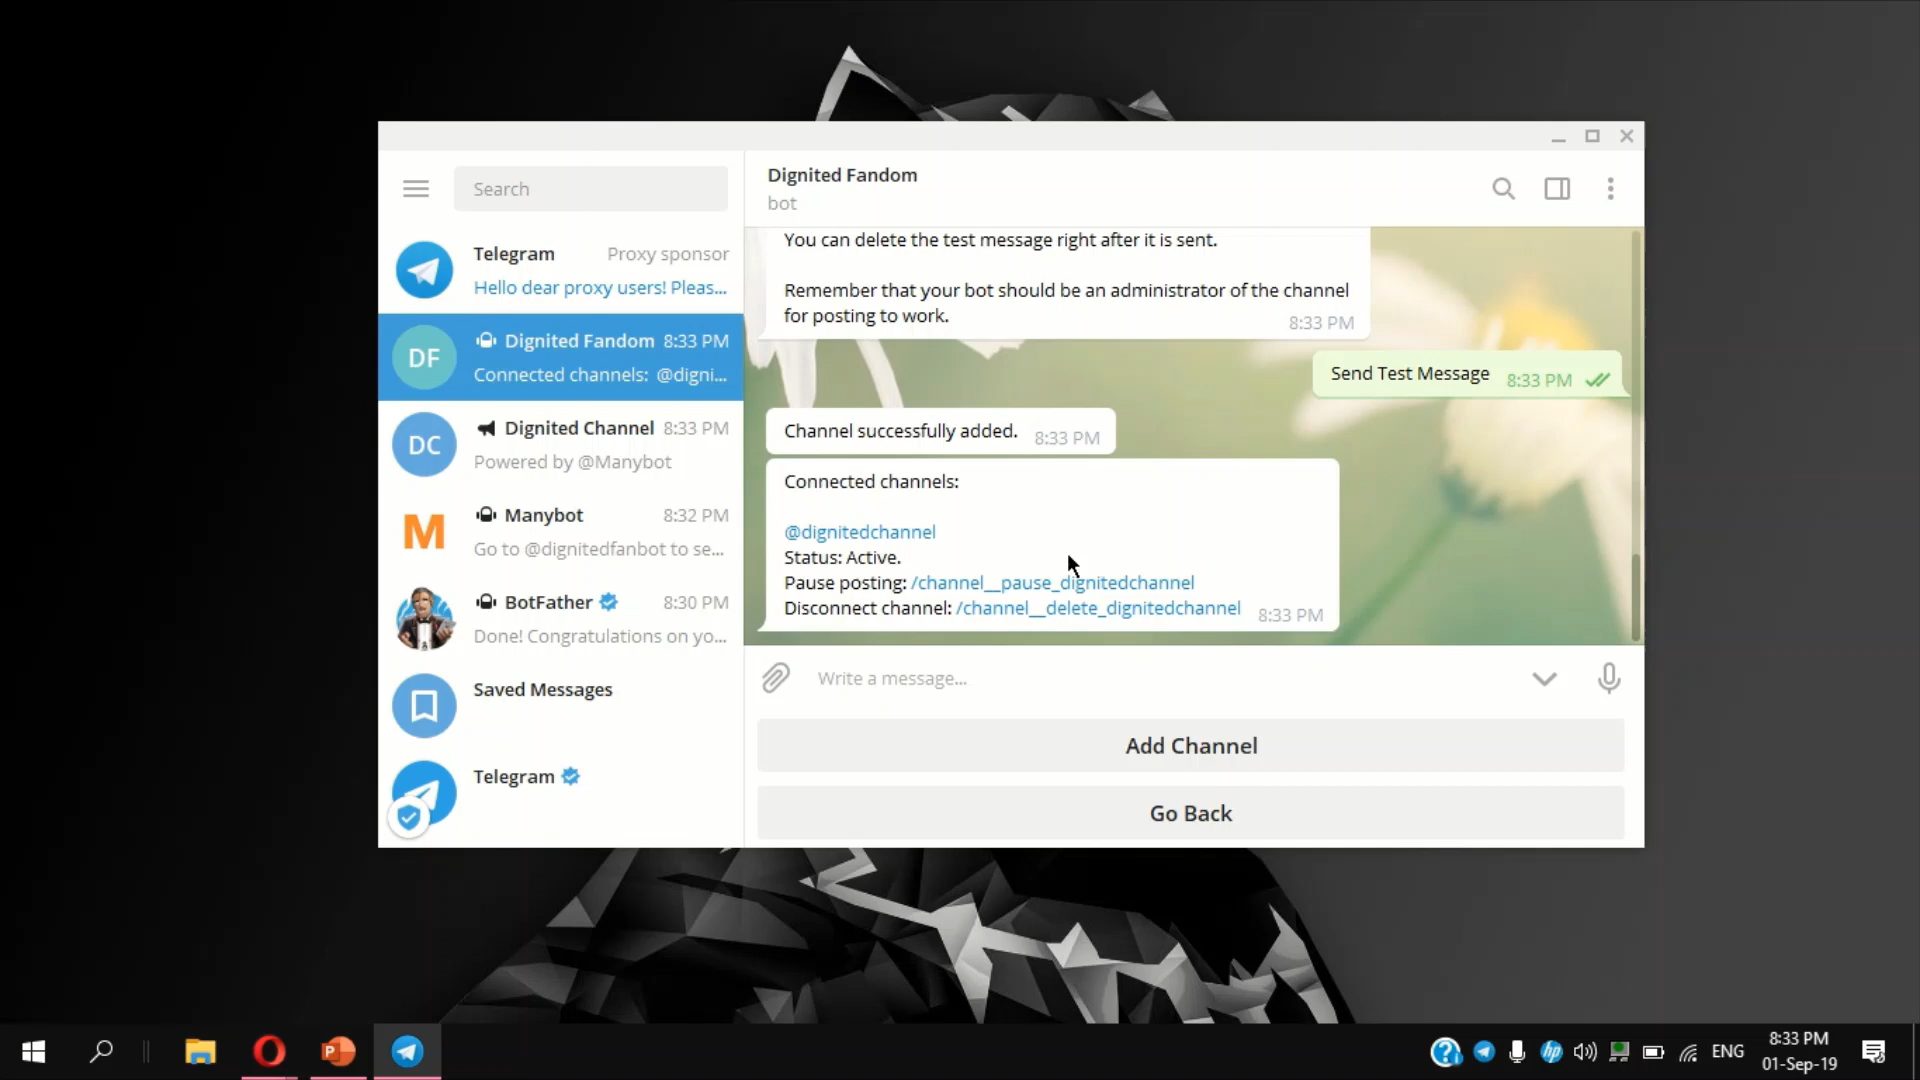 Search
Telegram Proxy sponsor
Hello dear proxy users! Pleas...
DF
Dignited Fandom 8:33 PM
Connected channels: @digni...
DC
Dignited Channel 8:33 PM
Powered by @Manybot
M
Manybot 8:32 PM
Go to @dignitedfanbot to se...
BotFather 8:30 PM
Done! Congratulations on yo...
Saved Messages
Telegram
Dignited Fandom
bot
You can delete the test message right after it is sent.
Remember that your bot should be an administrator of the channel
for posting to work.
8:33 PM
Send Test Message 8:33 PM
Channel successfully added. 8:33 PM
Connected channels:
@dignitedchannel
Status: Active.
Pause posting: /channel__pause_dignitedchannel
Disconnect channel: /channel__delete_dignitedchannel 8:33 PM
Write a message...
Add Channel
Go Back
P
hp
ENG
8:33 PM
01-Sep-19